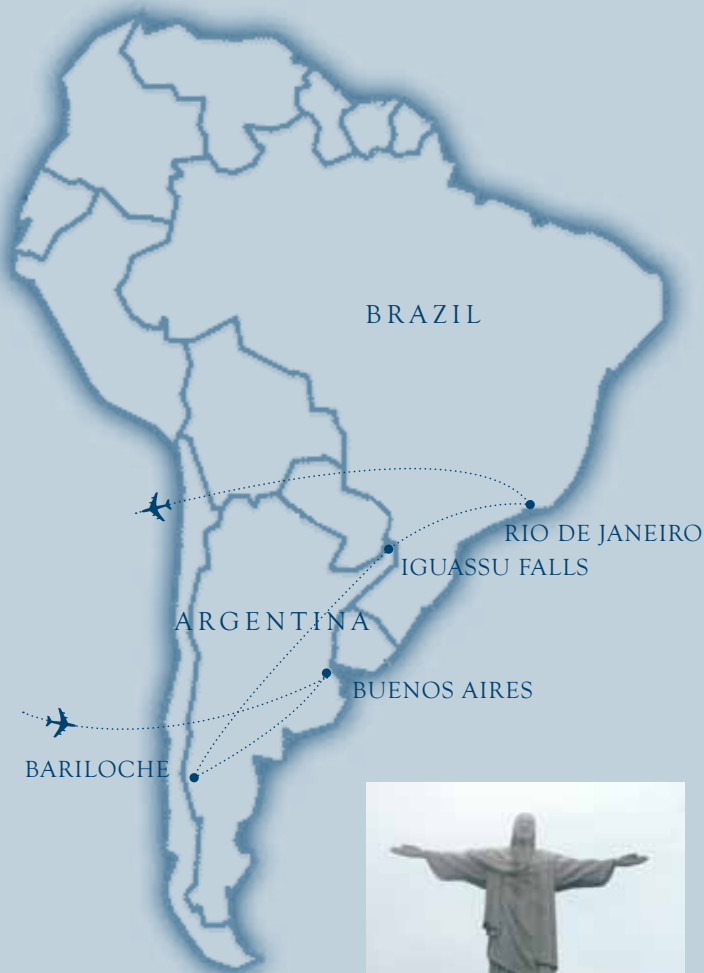 BRAZIL
RIO DE JANEIRO
IGUASSU FALLS
ARGENTINA
BUENOS AIRES
BARILOCHE